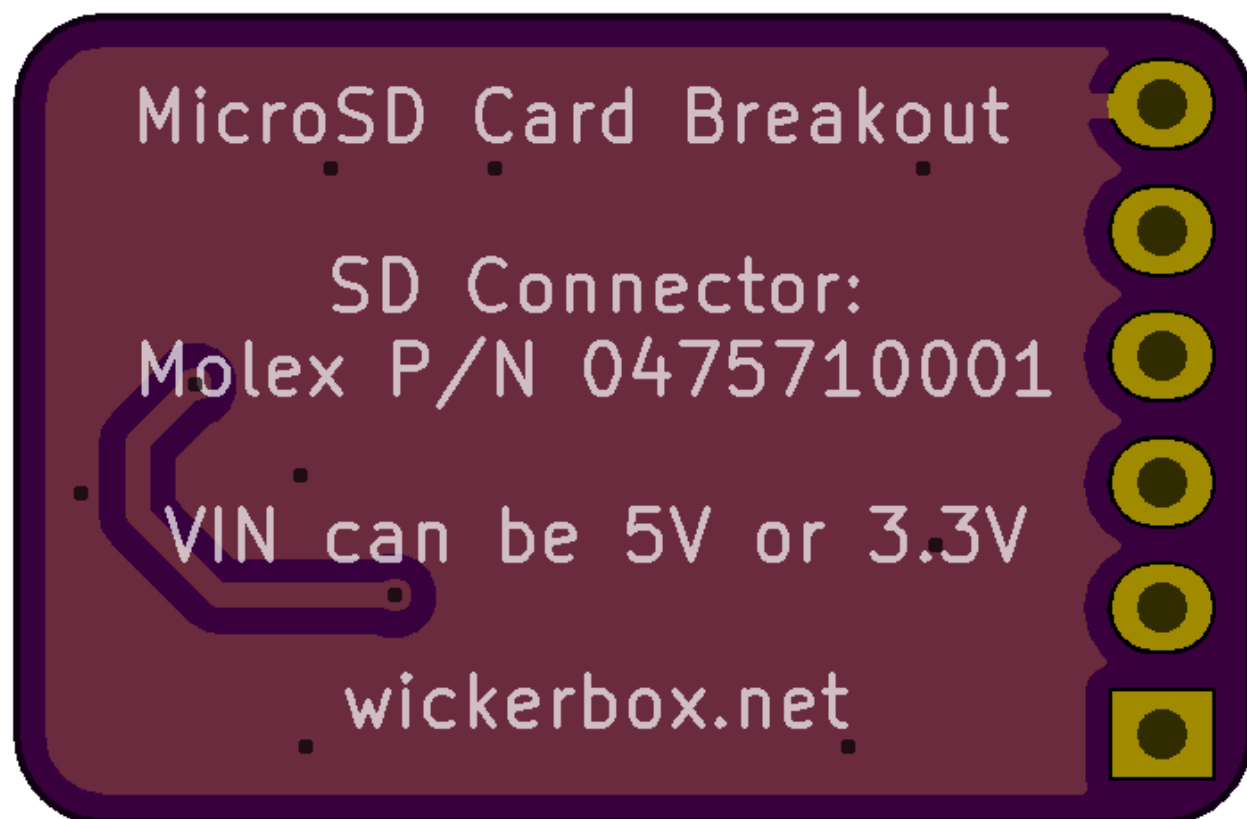 MicroSD Card Breakout
SD Connector:
Molex P/N 0475710001
VIN can be 5V or 3.3V
wickerbox.net